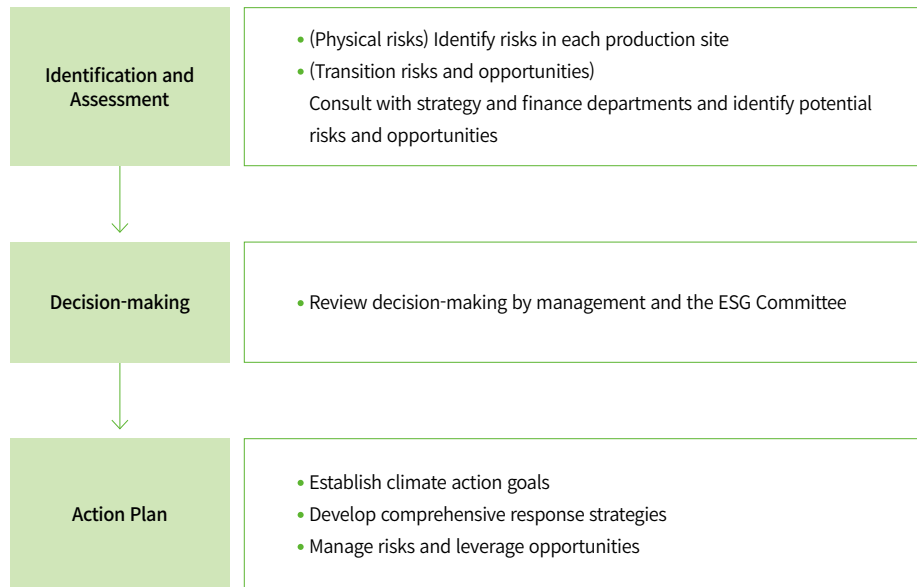 Identification and
Assessment
• (Physical risks) Identify risks in each production site
• (Transition risks and opportunities)
Consult with strategy and finance departments and identify potential
risks and opportunities
Decision-making
• Review decision-making by management and the ESG Committee
Action Plan
• Establish climate action goals
• Develop comprehensive response strategies
• Manage risks and leverage opportunities